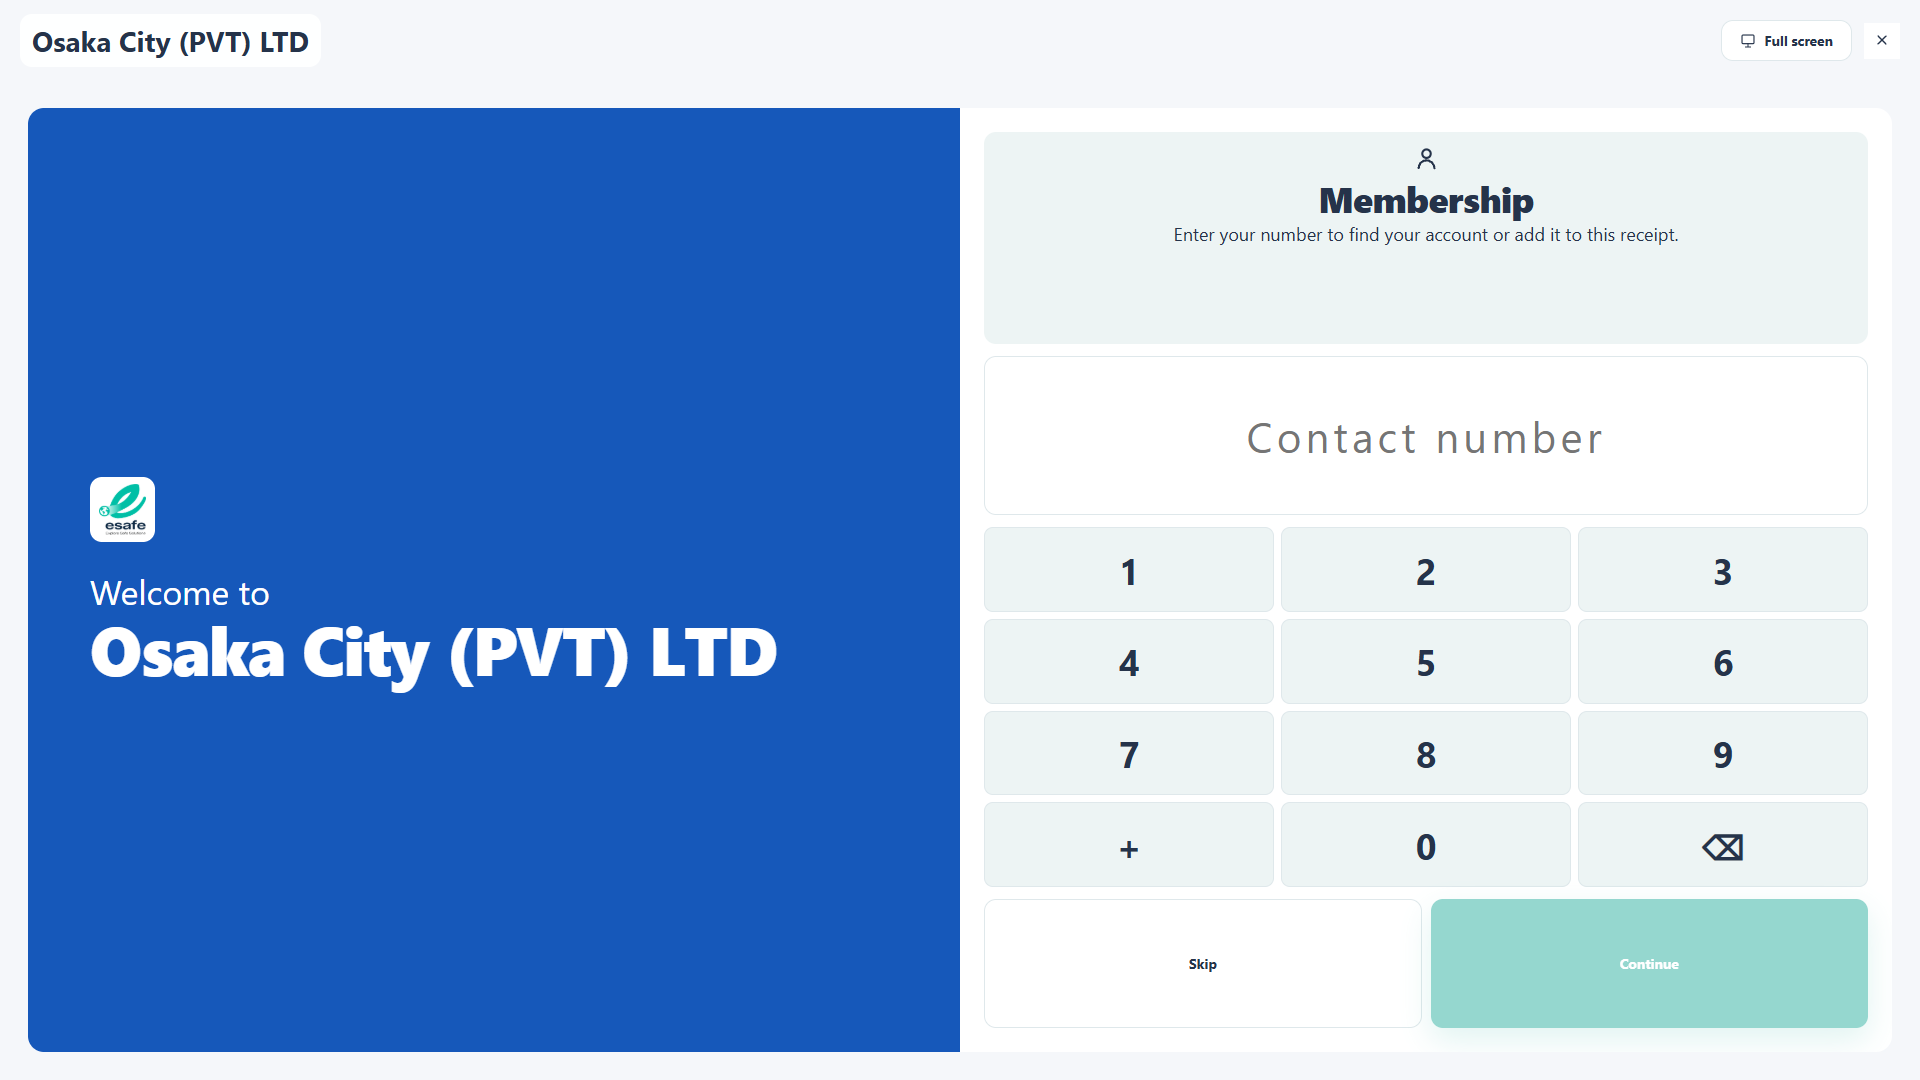 Osaka City (PVT) LTD
Full screen
esafe
Welcome to
Osaka City (PVT) LTD
Membership
Enter your number to find your account or add it to this receipt.
Contact number
1 2 3
4 5 6
7 8 9
+ 0
Skip
Continue